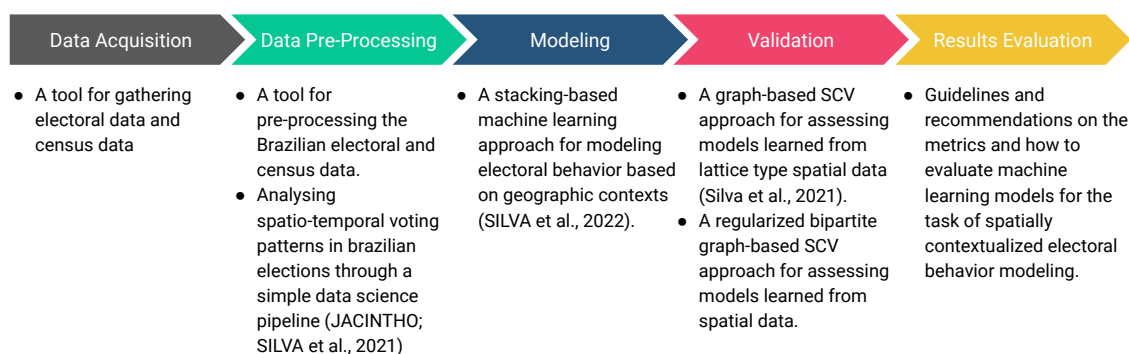 Data Acquisition
Data Pre-Processing
Modeling
Validation
Results Evaluation
● A tool for gathering
electoral data and
census data
● A tool for
pre-processing the
Brazilian electoral and
census data.
● Analysing
spatio-temporal voting
patterns in brazilian
elections through a
simple data science
pipeline (JACINTHO;
SILVA et al., 2021)
● A stacking-based
machine learning
approach for modeling
electoral behavior based
on geographic contexts
(SILVA et al., 2022).
● A graph-based SCV
approach for assessing
models learned from
lattice type spatial data
(Silva et al., 2021).
● A regularized bipartite
graph-based SCV
approach for assessing
models learned from
spatial data.
● Guidelines and
recommendations on the
metrics and how to
evaluate machine
learning models for the
task of spatially
contextualized electoral
behavior modeling.